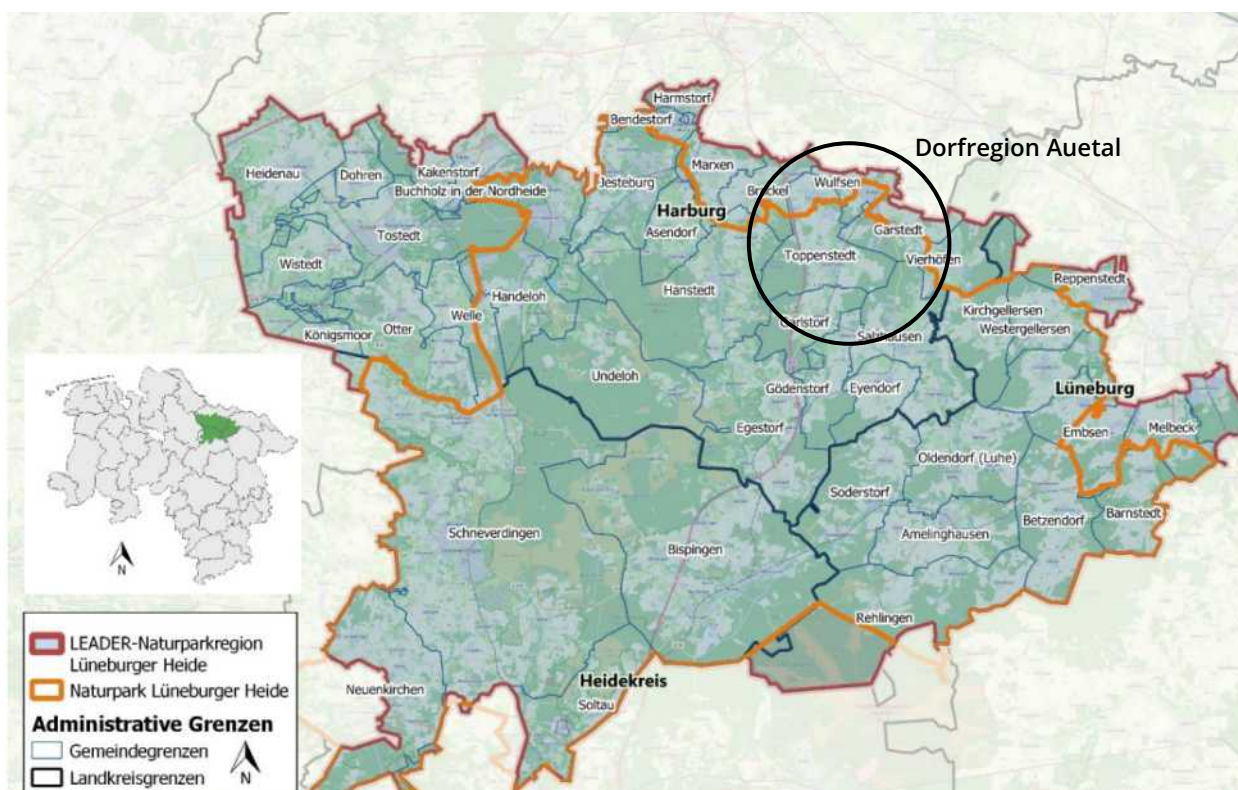 Harmstorf
Bendestorf
Dorfregion Auetal
Heidenau
Dohren
Kakenstorf
Marxen
Jesteburg
Brackel
Wulfsen
Buchholz in der Nordheide
Harburg
Garstedt
Tostedt
Asendorf
Toppenstedt
Wistedt
Vierhöfen
Handeloh
Hanstedt
Reppenstedt
Kirchgellersen
Welle
Otter
Königsmoor
Garlstorf
Westergellersen
Salzhausen
Undeloh
Gödenstorf
Eyendorf
Lüneburg
Egestorf
Embsen
Melbeck
Oldendorf (Luhe)
Soderstorf
Betzendorf
Barnstedt
Schneverdingen
Amelinghausen
Bispingen
Rehlingen
N
LEADER-Naturparkregion
Lüneburger Heide
Naturpark Lüneburger Heide
Administrative Grenzen
Gemeindegrenzen
Landkreisgrenzen
N
Neuenkirchen
Heidekreis
Soltau